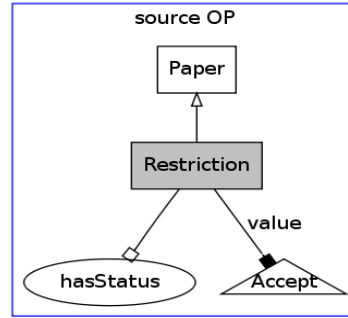 source OP
Paper
Restriction
value
hasStatus
Accept